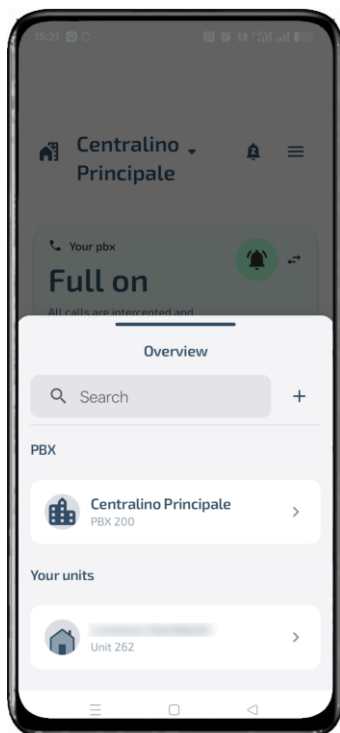 15:21
Centralino
Principale
Your pbx
Full on
All calls are intercepted and
Overview
Search
PBX
Centralino Principale
PBX 200
Your units
Unit 262